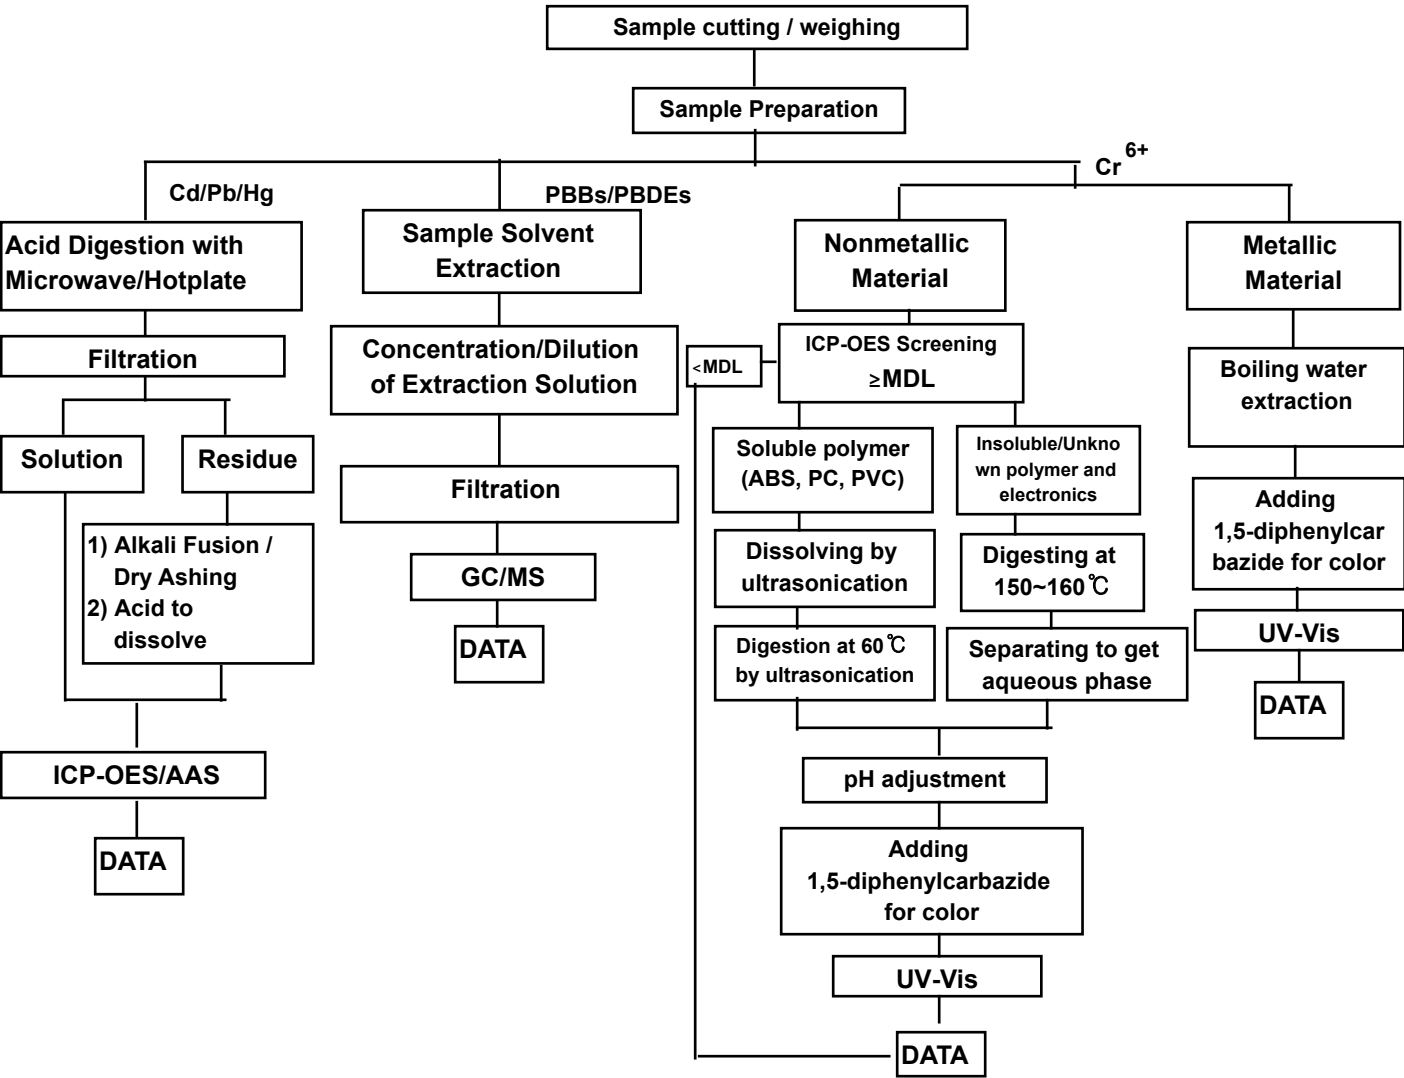 Sample cutting / weighing
Sample Preparation
Cr 6+
Cd/Pb/Hg
PBBs/PBDEs
Acid Digestion with
Microwave/Hotplate
Filtration
Solution
Residue
1) Alkali Fusion /
Dry Ashing
2) Acid to
dissolve
ICP-OES/AAS
DATA
Sample Solvent
Extraction
Concentration/Dilution
of Extraction Solution
Filtration
GC/MS
DATA
Nonmetallic
Material
ICP-OES Screening
≥MDL
<MDL
Soluble polymer
(ABS, PC, PVC)
Dissolving by
ultrasonication
Digestion at 60℃
by ultrasonication
Insoluble/Unkno
wn polymer and
electronics
Digesting at
150~160℃
Separating to get
aqueous phase
pH adjustment
Adding
1,5-diphenylcarbazide
for color
UV-Vis
DATA
Metallic
Material
Boiling water
extraction
Adding
1,5-diphenylcar
bazide for color
UV-Vis
DATA